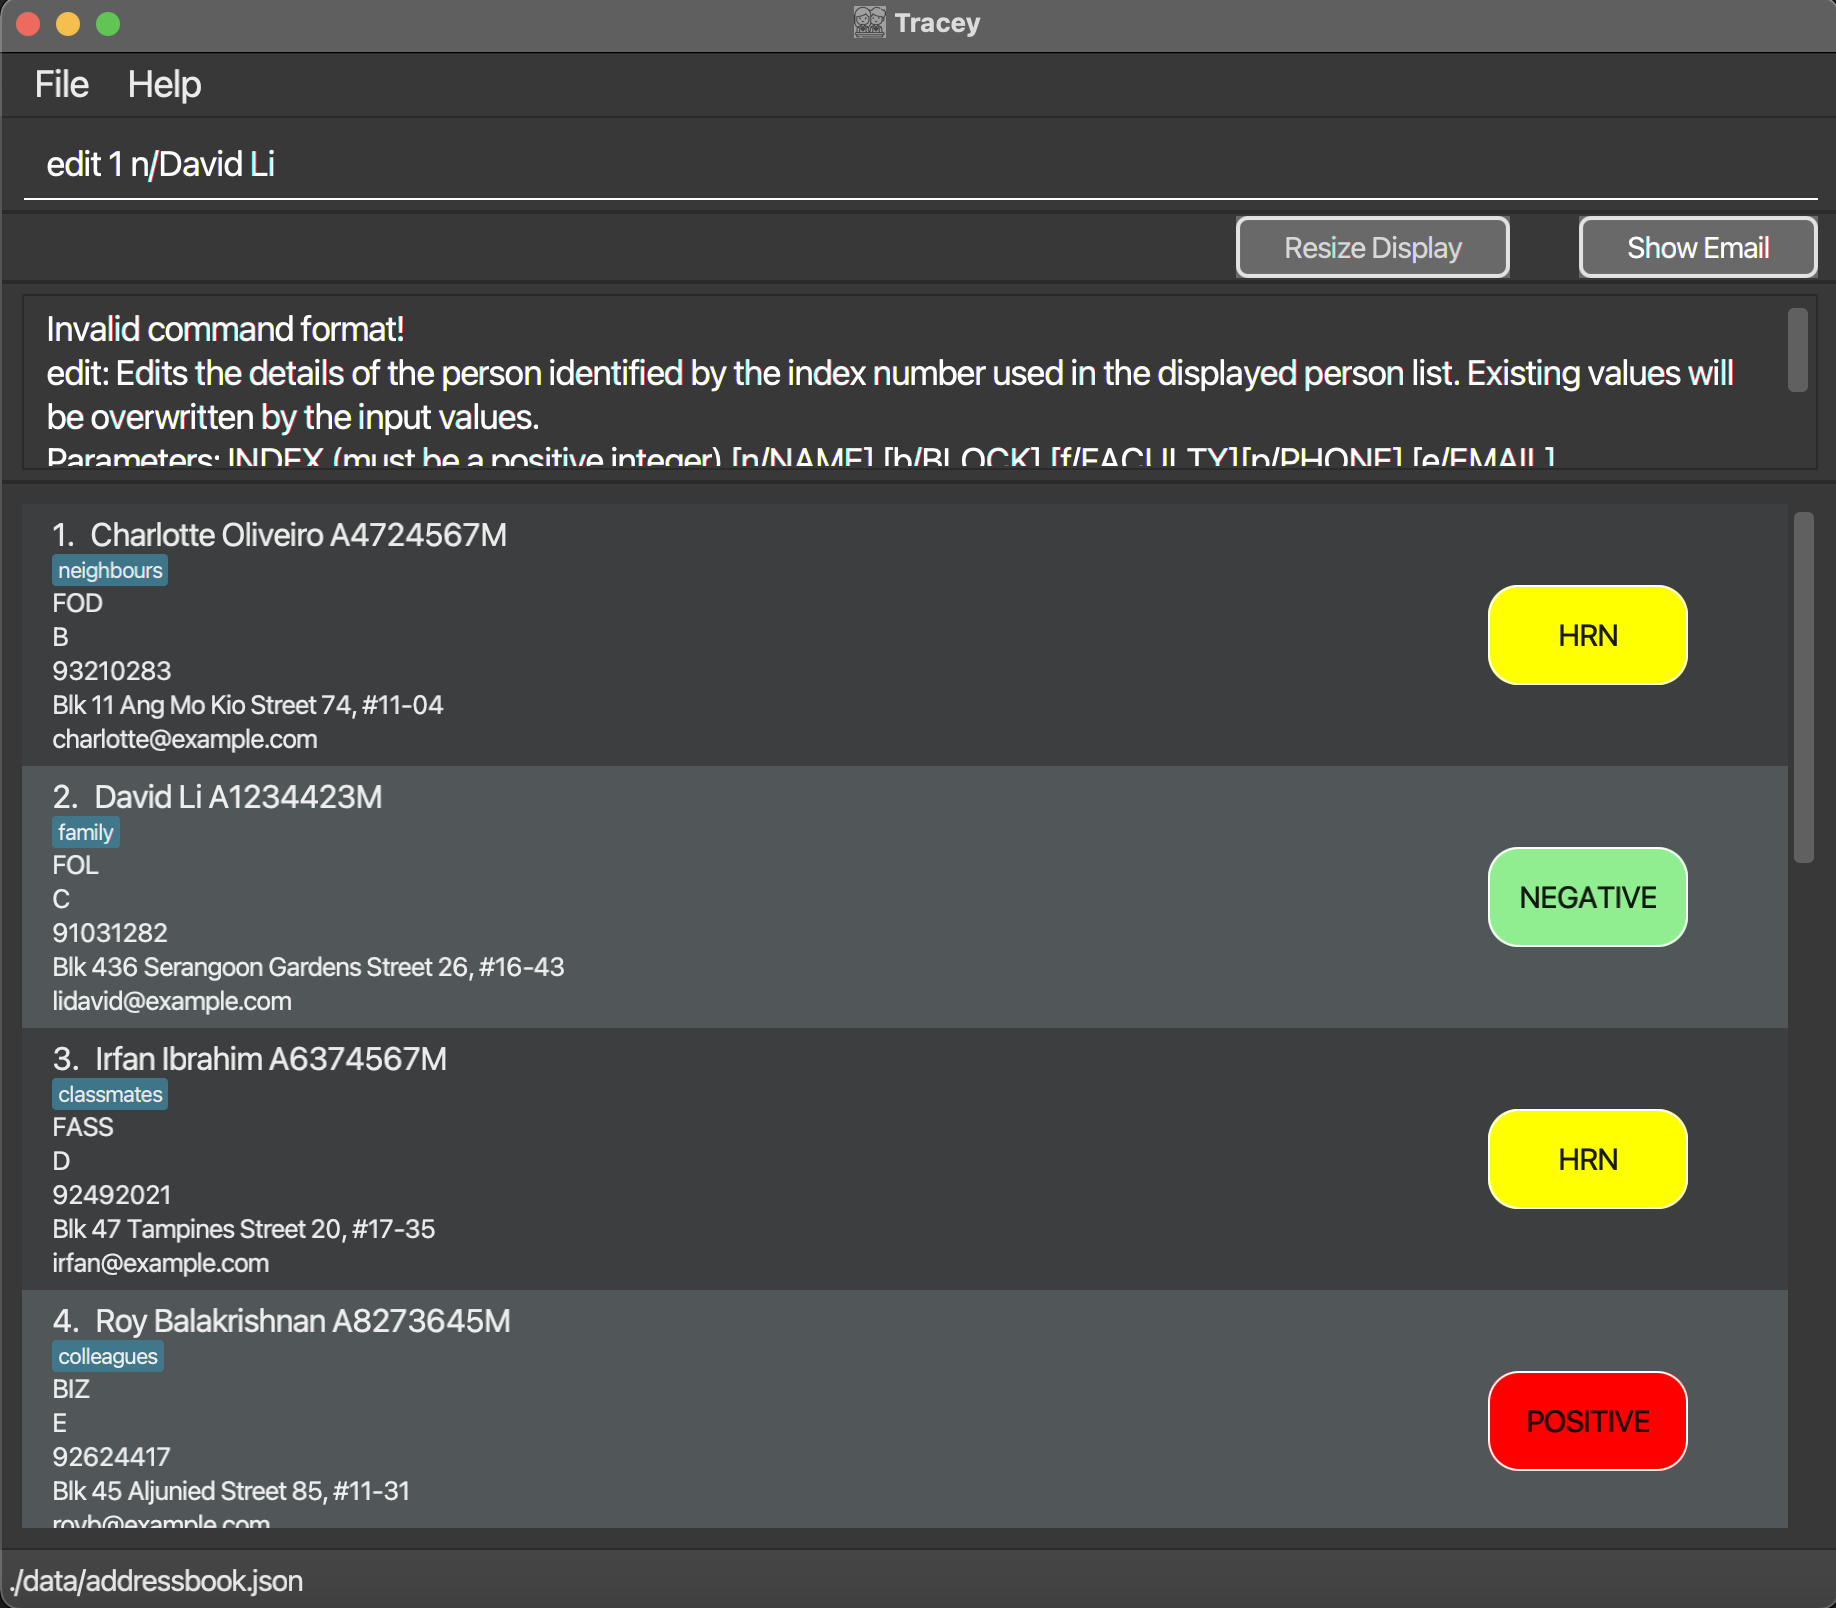 Tracey
File Help
edit 1 n/David Li
Resize Display Show Email
Invalid command format!
edit: Edits the details of the person identified by the index number used in the displayed person list. Existing values will
be overwritten by the input values.
Parameters: INDEX (must be a positive integer) [n/NAME] [b/BLOCK] [f/FACULTY][p/PHONE] [e/EMAIL]
1. Charlotte Oliveiro A4724567M
neighbours
FOD
B
93210283
Blk 11 Ang Mo Kio Street 74, #11-04
charlotte@example.com
HRN
2. David Li A1234423M
family
FOL
C
91031282
Blk 436 Serangoon Gardens Street 26, #16-43
lidavid@example.com
NEGATIVE
3. Irfan Ibrahim A6374567M
classmates
FASS
D
92492021
Blk 47 Tampines Street 20, #17-35
irfan@example.com
HRN
4. Roy Balakrishnan A8273645M
colleagues
BIZ
E
92624417
Blk 45 Aljunied Street 85, #11-31
royb@example.com
POSITIVE
./data/addressbook.json